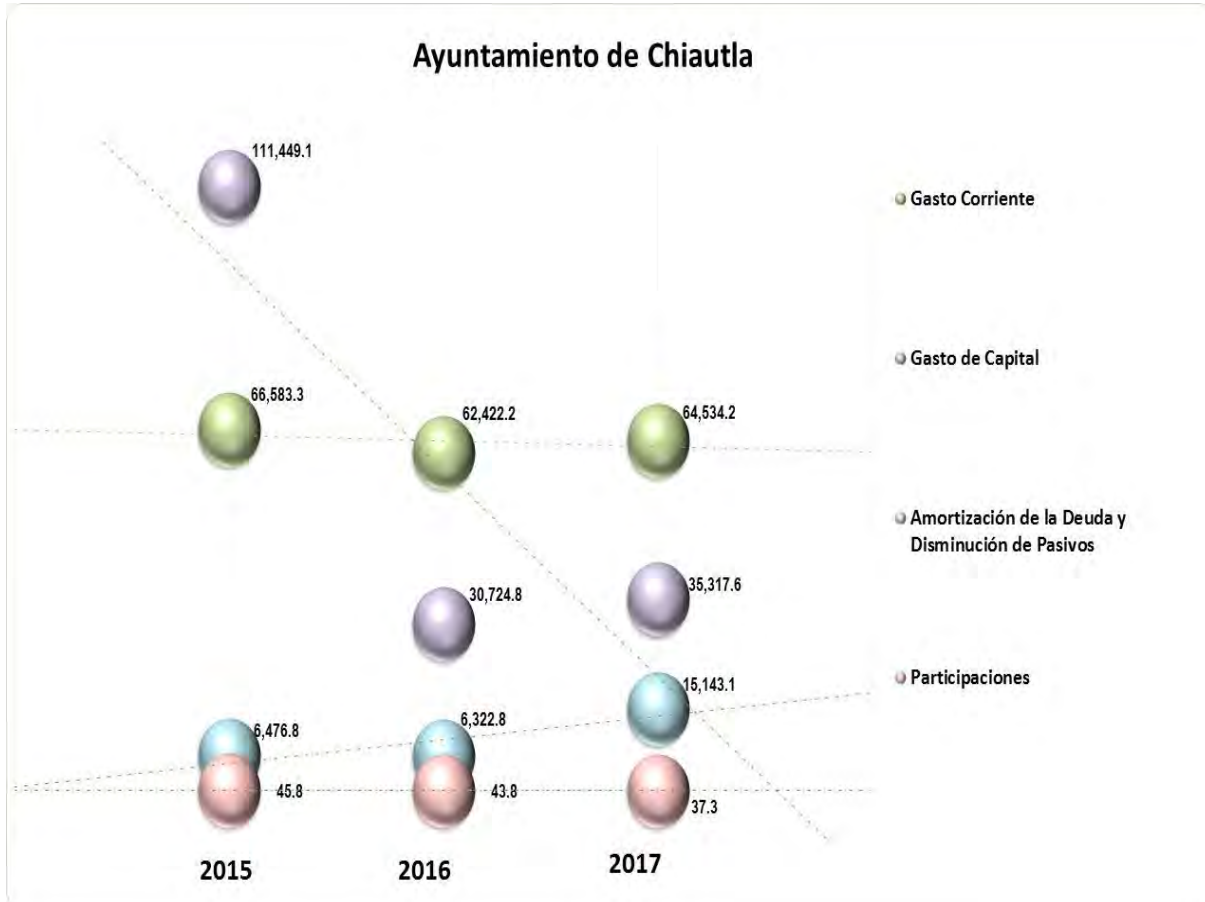 Ayuntamiento de Chiautla
111,449.1
Gasto Corriente
Gasto de Capital
66,583.3
62,422.2
64,534.2
Amortización de la Deuda y
Disminución de Pasivos
30,724.8
35,317.6
Participaciones
6,476.8
6,322.8
15,143.1
45.8
43.8
37.3
2015
2016
2017